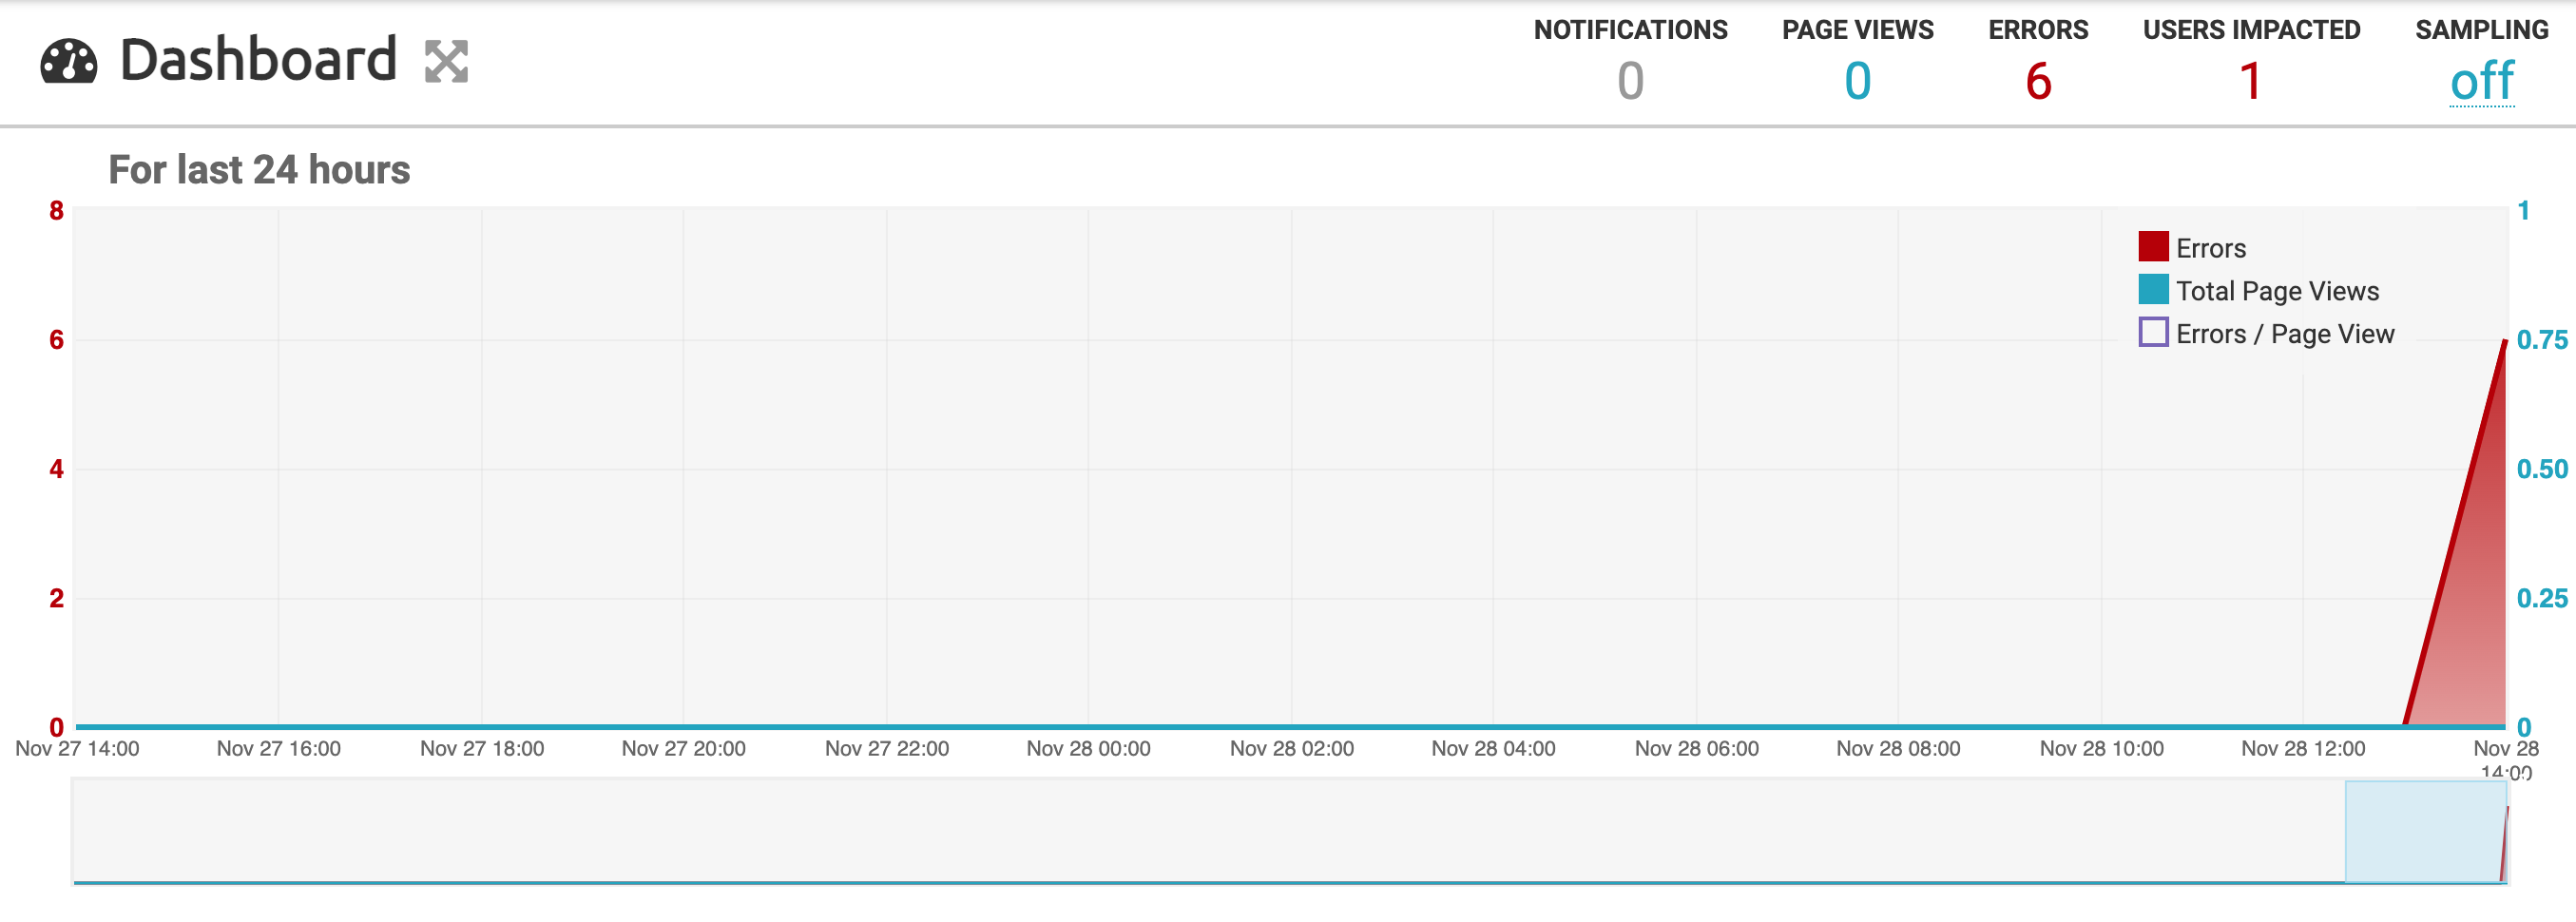 Dashboard
NOTIFICATIONS PAGE VIEWS ERRORS USERS IMPACTED SAMPLING
0 0 6 1 off
For last 24 hours
8 1
Errors
Total Page Views
6 Errors / Page View 0.75
4 0.50
2 0.25
0 0
Nov 27 14:00 Nov 27 16:00 Nov 27 18:00 Nov 27 20:00 Nov 27 22:00 Nov 28 00:00 Nov 28 02:00 Nov 28 04:00 Nov 28 06:00 Nov 28 08:00 Nov 28 10:00 Nov 28 12:00 Nov 28
14:00